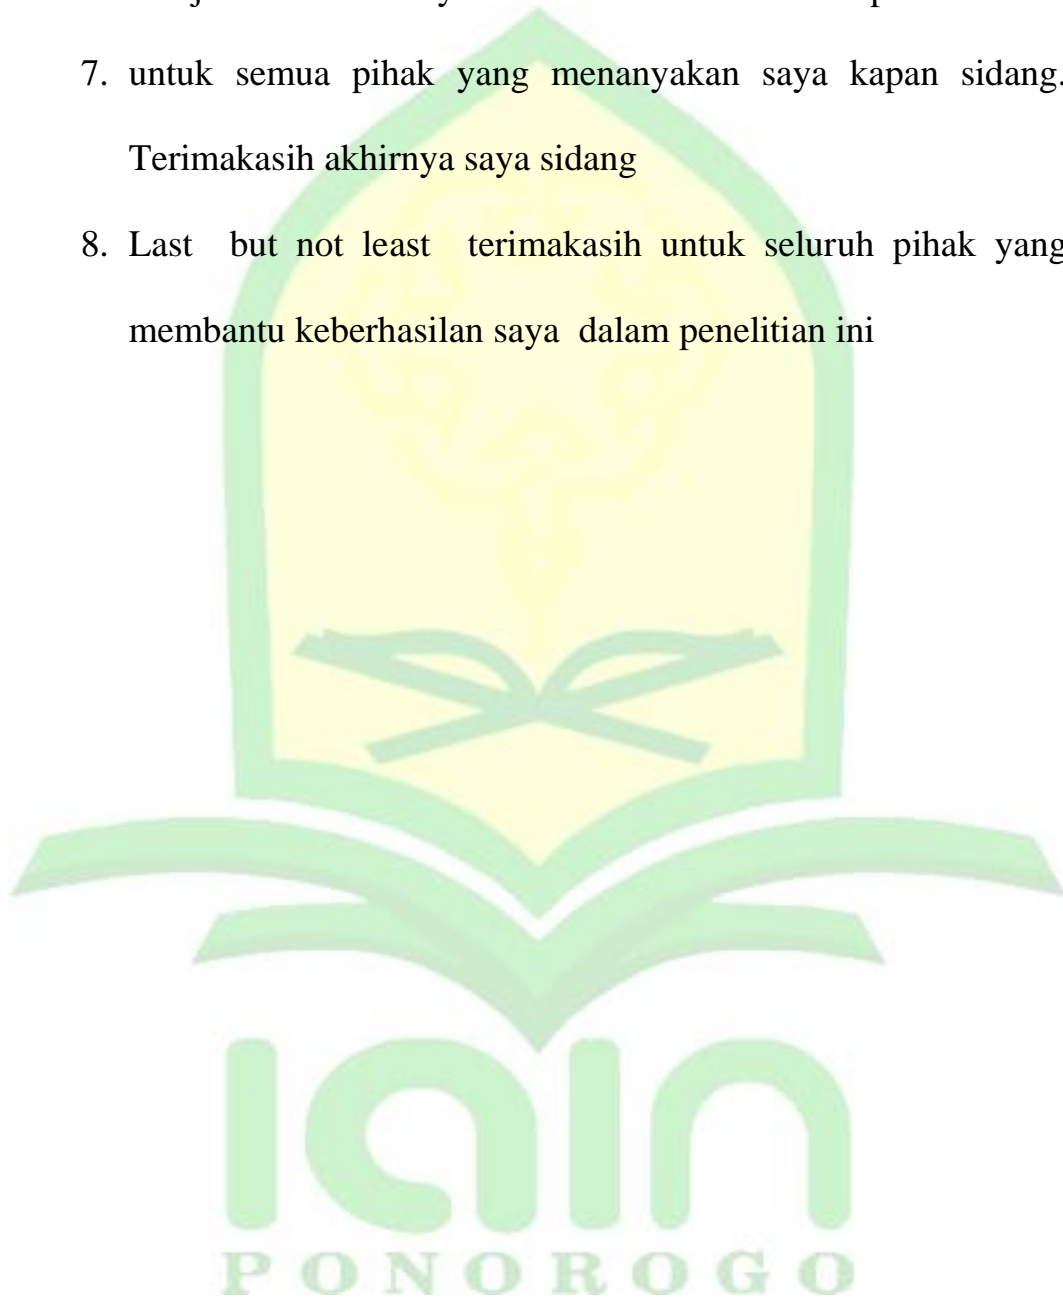 7. untuk semua pihak yang menanyakan saya kapan sidang.
Terimakasih akhirnya saya sidang
8. Last but not least terimakasih untuk seluruh pihak yang
membantu keberhasilan saya dalam penelitian ini
iain
PONOROGO